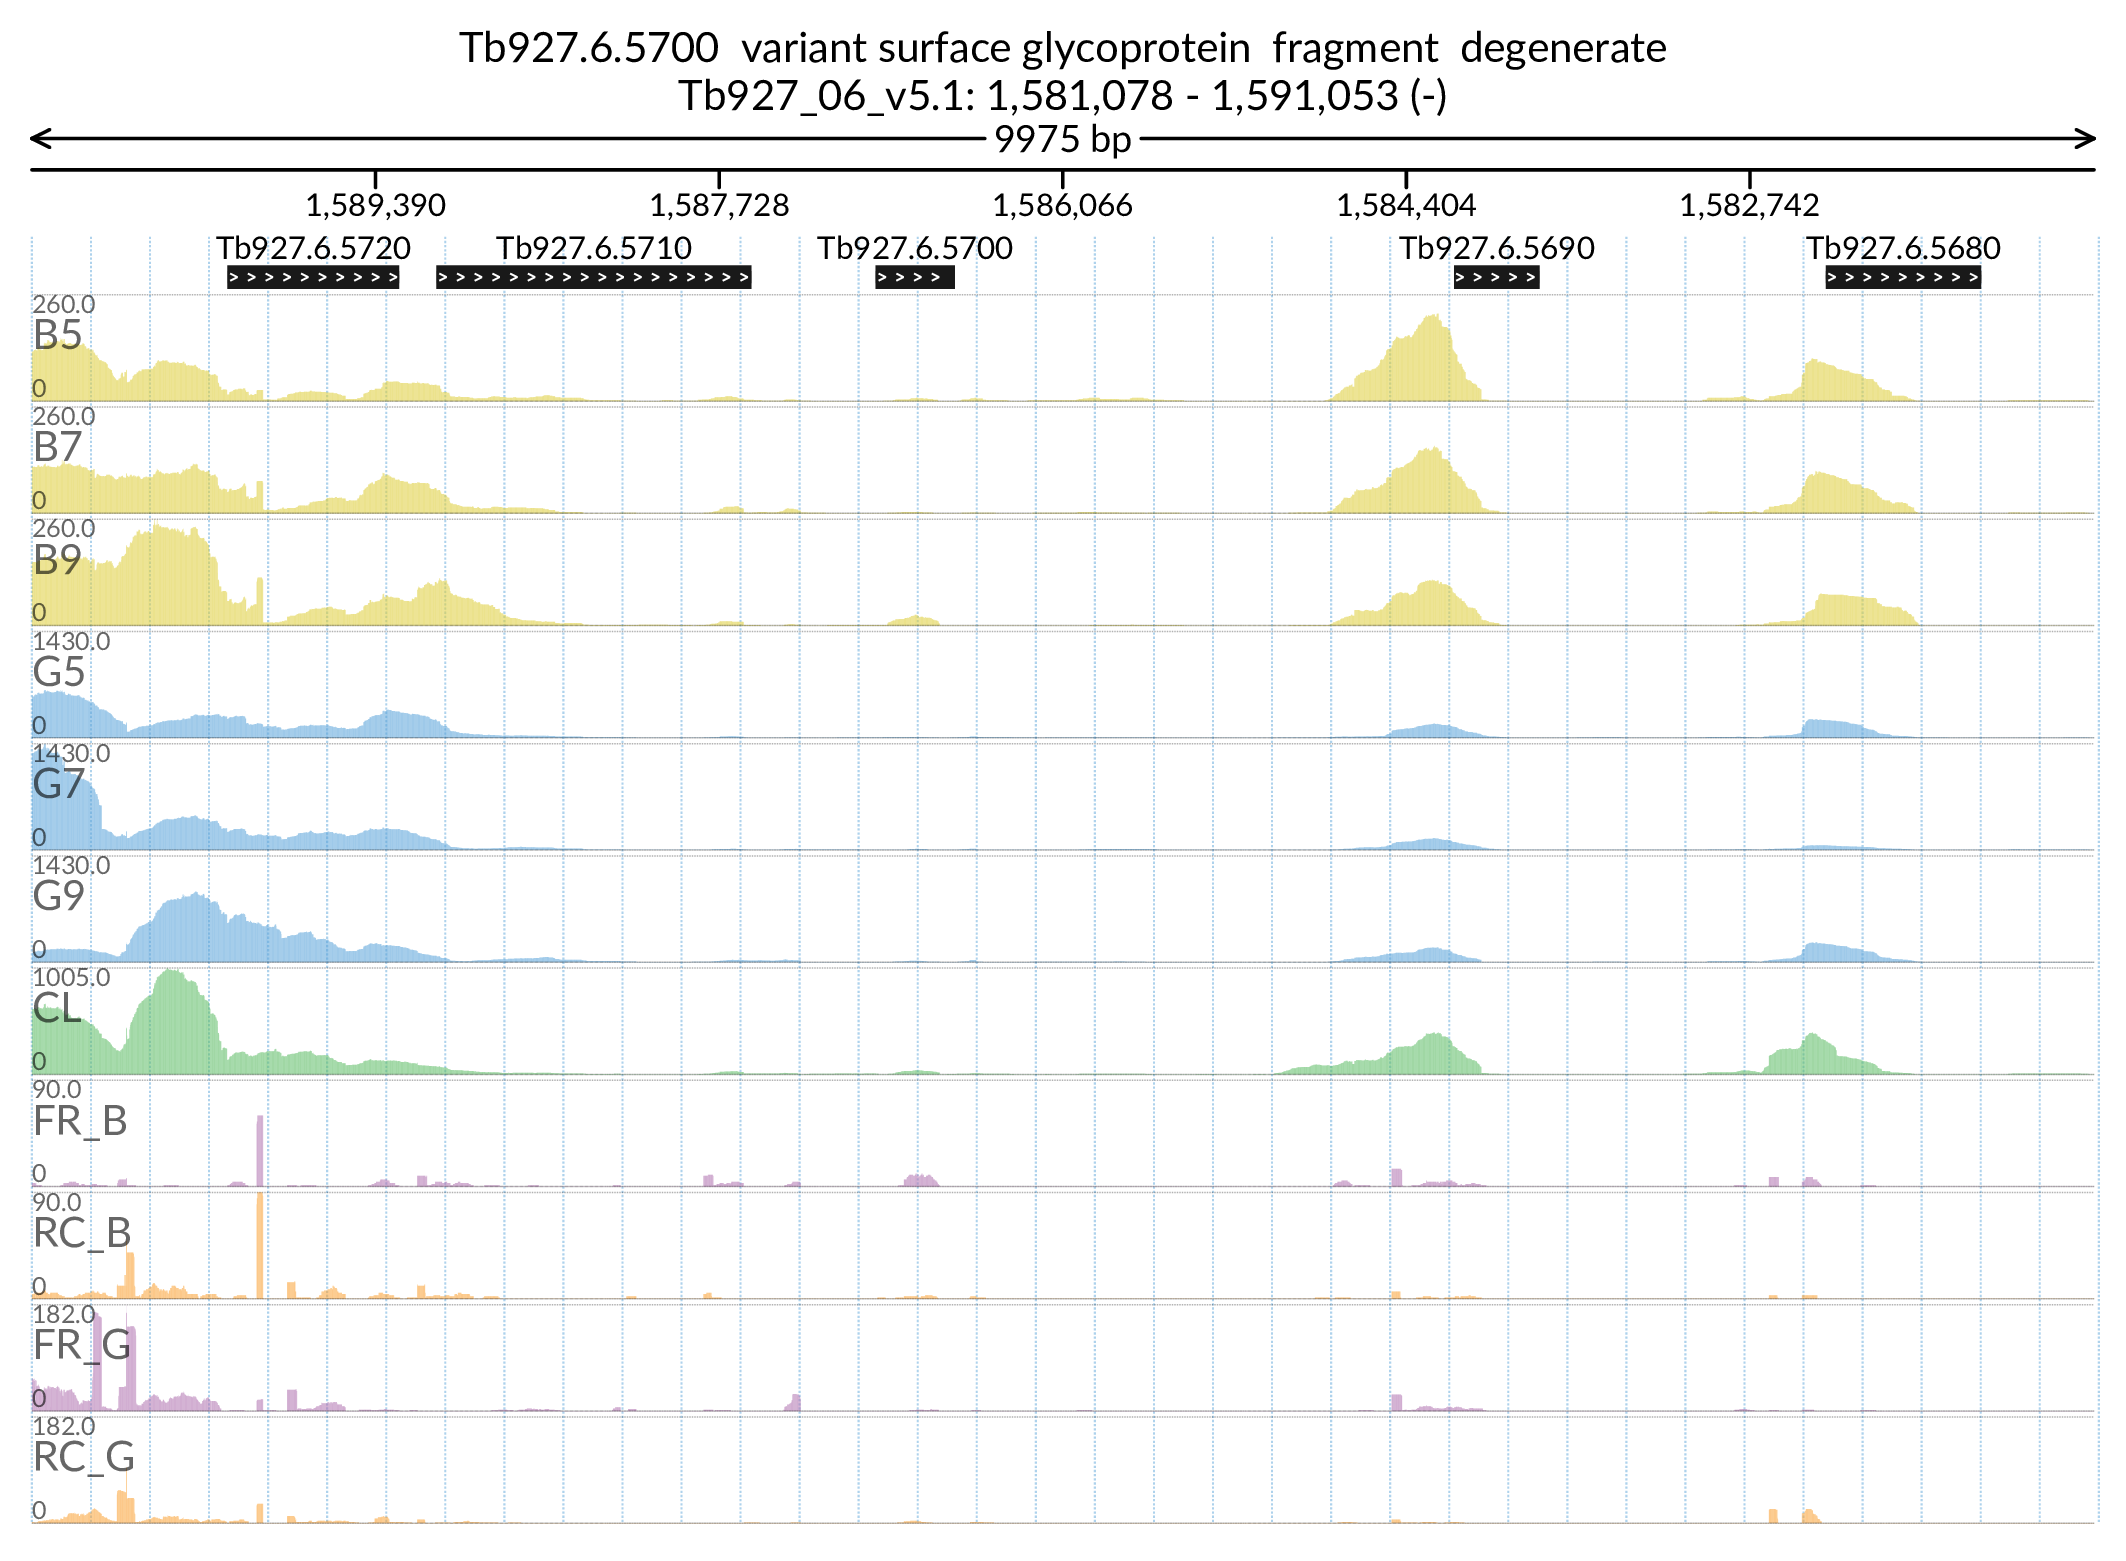 Tb927.6.5700 variant surface glycoprotein fragment degenerate
Tb927_06_v5.1: 1,581,078 - 1,591,053 (-)
9975 bp
1,589,390 1,587,728 1,586,066 1,584,404 1,582,742
Tb927.6.5720 Tb927.6.5710 Tb927.6.5700 Tb927.6.5690 Tb927.6.5680
260.0
B5
0
260.0
B7
0
260.0
B9
0
1430.0
G5
0
1430.0
G7
0
1430.0
G9
0
1005.0
CL
0
90.0
FR_B
0
90.0
RC_B
0
182.0
FR_G
0
182.0
RC_G
0